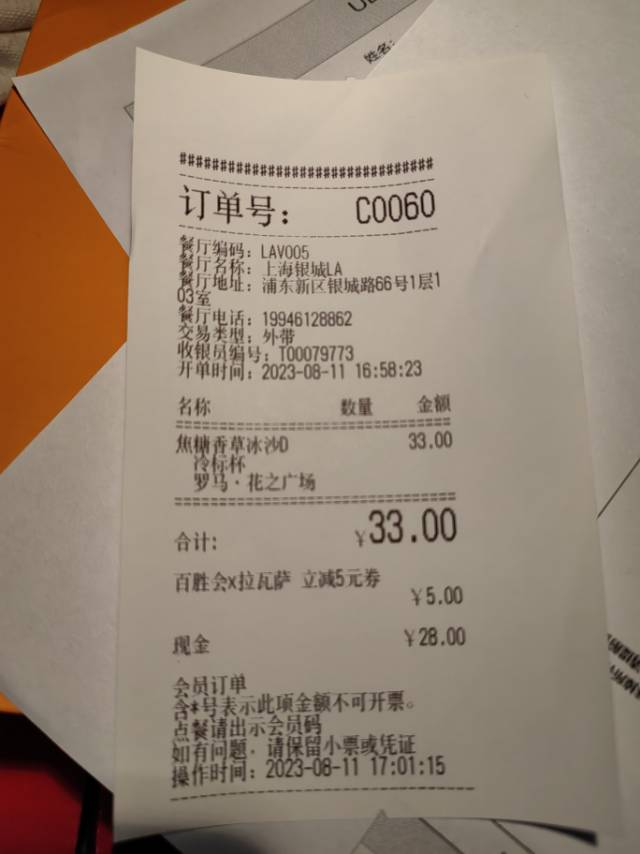 姓名:
################################
订单号: C0060
餐厅编码: LAV005
餐厅名称: 上海银城LA
餐厅地址: 浦东新区银城路66号1层1
03室
餐厅电话: 19946128862
交易类型: 外带
收银员编号: T00079773
开单时间: 2023-08-11 16:58:23
名称 数量 金额
焦糖香草冰沙D 33.00
冷标杯
罗马·花之广场
合计: ¥33.00
百胜会x拉瓦萨 立减5元券
¥5.00
现金 ¥28.00
会员订单
含*号表示此项金额不可开票。
点餐请出示会员码
如有问题, 请保留小票或凭证
操作时间: 2023-08-11 17:01:15